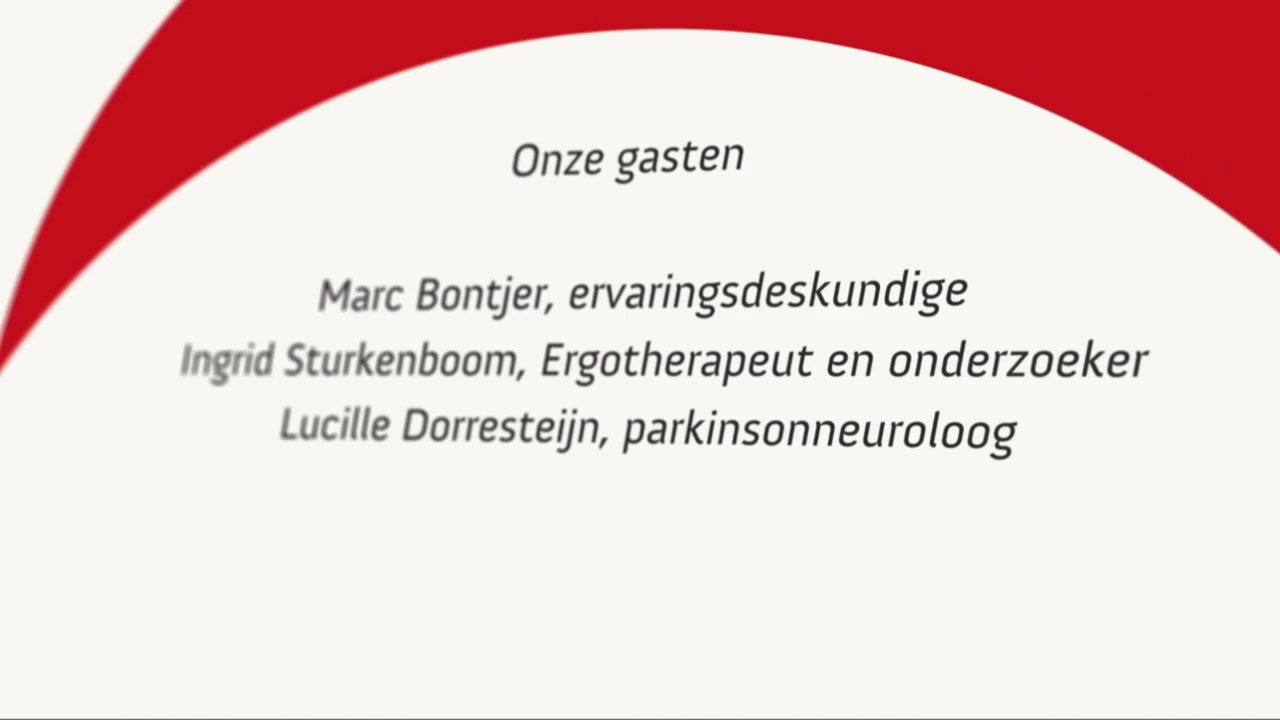 Onze gasten
Marc Bontjer, ervaringsdeskundige
Ingrid Sturkenboom, Ergotherapeut en onderzoeker
Lucille Dorresteijn, parkinsonneuroloog